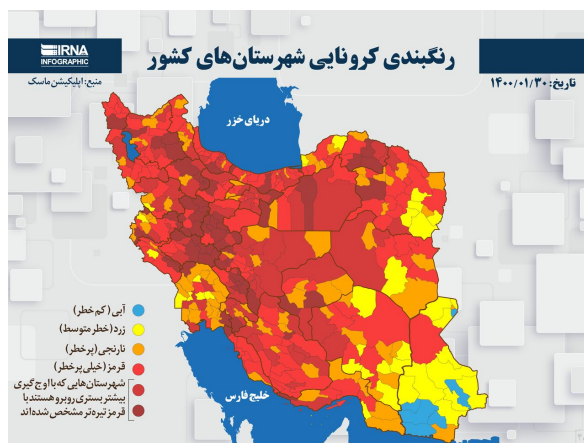 IRNA
INFOGRAPHIC
رنگبندی کرونایی شهرستان‌های کشور
منبع: اپلیکیشن ماسک
تاریخ: ۱۴۰۰/۰۱/۳۰
دریای خزر
آبی (کم خطر)
زرد (خطر متوسط)
نارنجی (پرخطر)
قرمز (خیلی پرخطر)
شهرستان‌هایی که با اوج گیری
بیشتر بستری روبرو هستند با
قرمز تیره‌تر مشخص شده‌اند
خلیج فارس